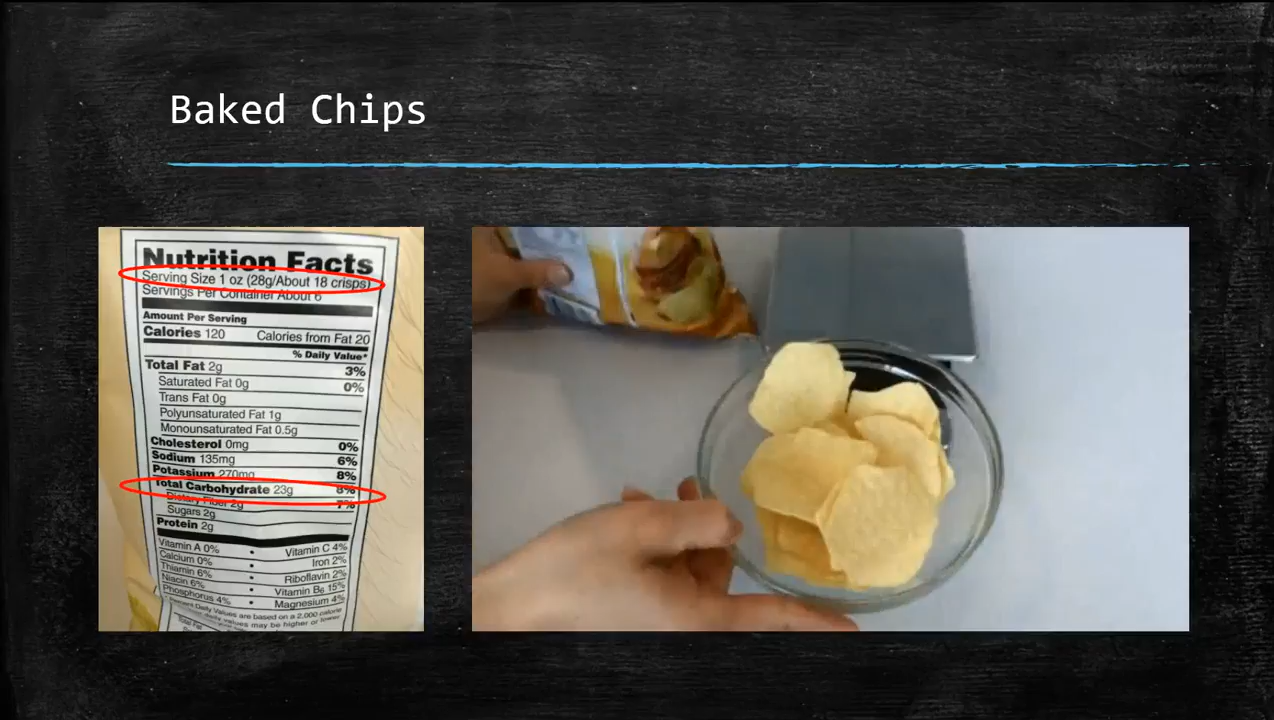 Baked Chips
Nutrition Facts
Serving Size 1 oz (28g/About 18 crisps)
Servings Per Container About 6
Amount Per Serving
Calories 120 Calories from Fat 20
% Daily Value*
Total Fat 2g 3%
Saturated Fat 0g 0%
Trans Fat 0g
Polyunsaturated Fat 1g
Monounsaturated Fat 0.5g
Cholesterol 0mg 0%
Sodium 135mg 6%
Potassium 270mg 8%
Total Carbohydrate 23g 8%
Dietary Fiber 2g 7%
Sugars 2g
Protein 2g
Vitamin A 0% • Vitamin C 4%
Calcium 0% • Iron 2%
Thiamin 6% • Riboflavin 2%
Niacin 6% • Vitamin B6 15%
Phosphorus 4% • Magnesium 4%
* Percent Daily Values are based on a 2,000 calorie
daily values may be higher or lower
Total Fat